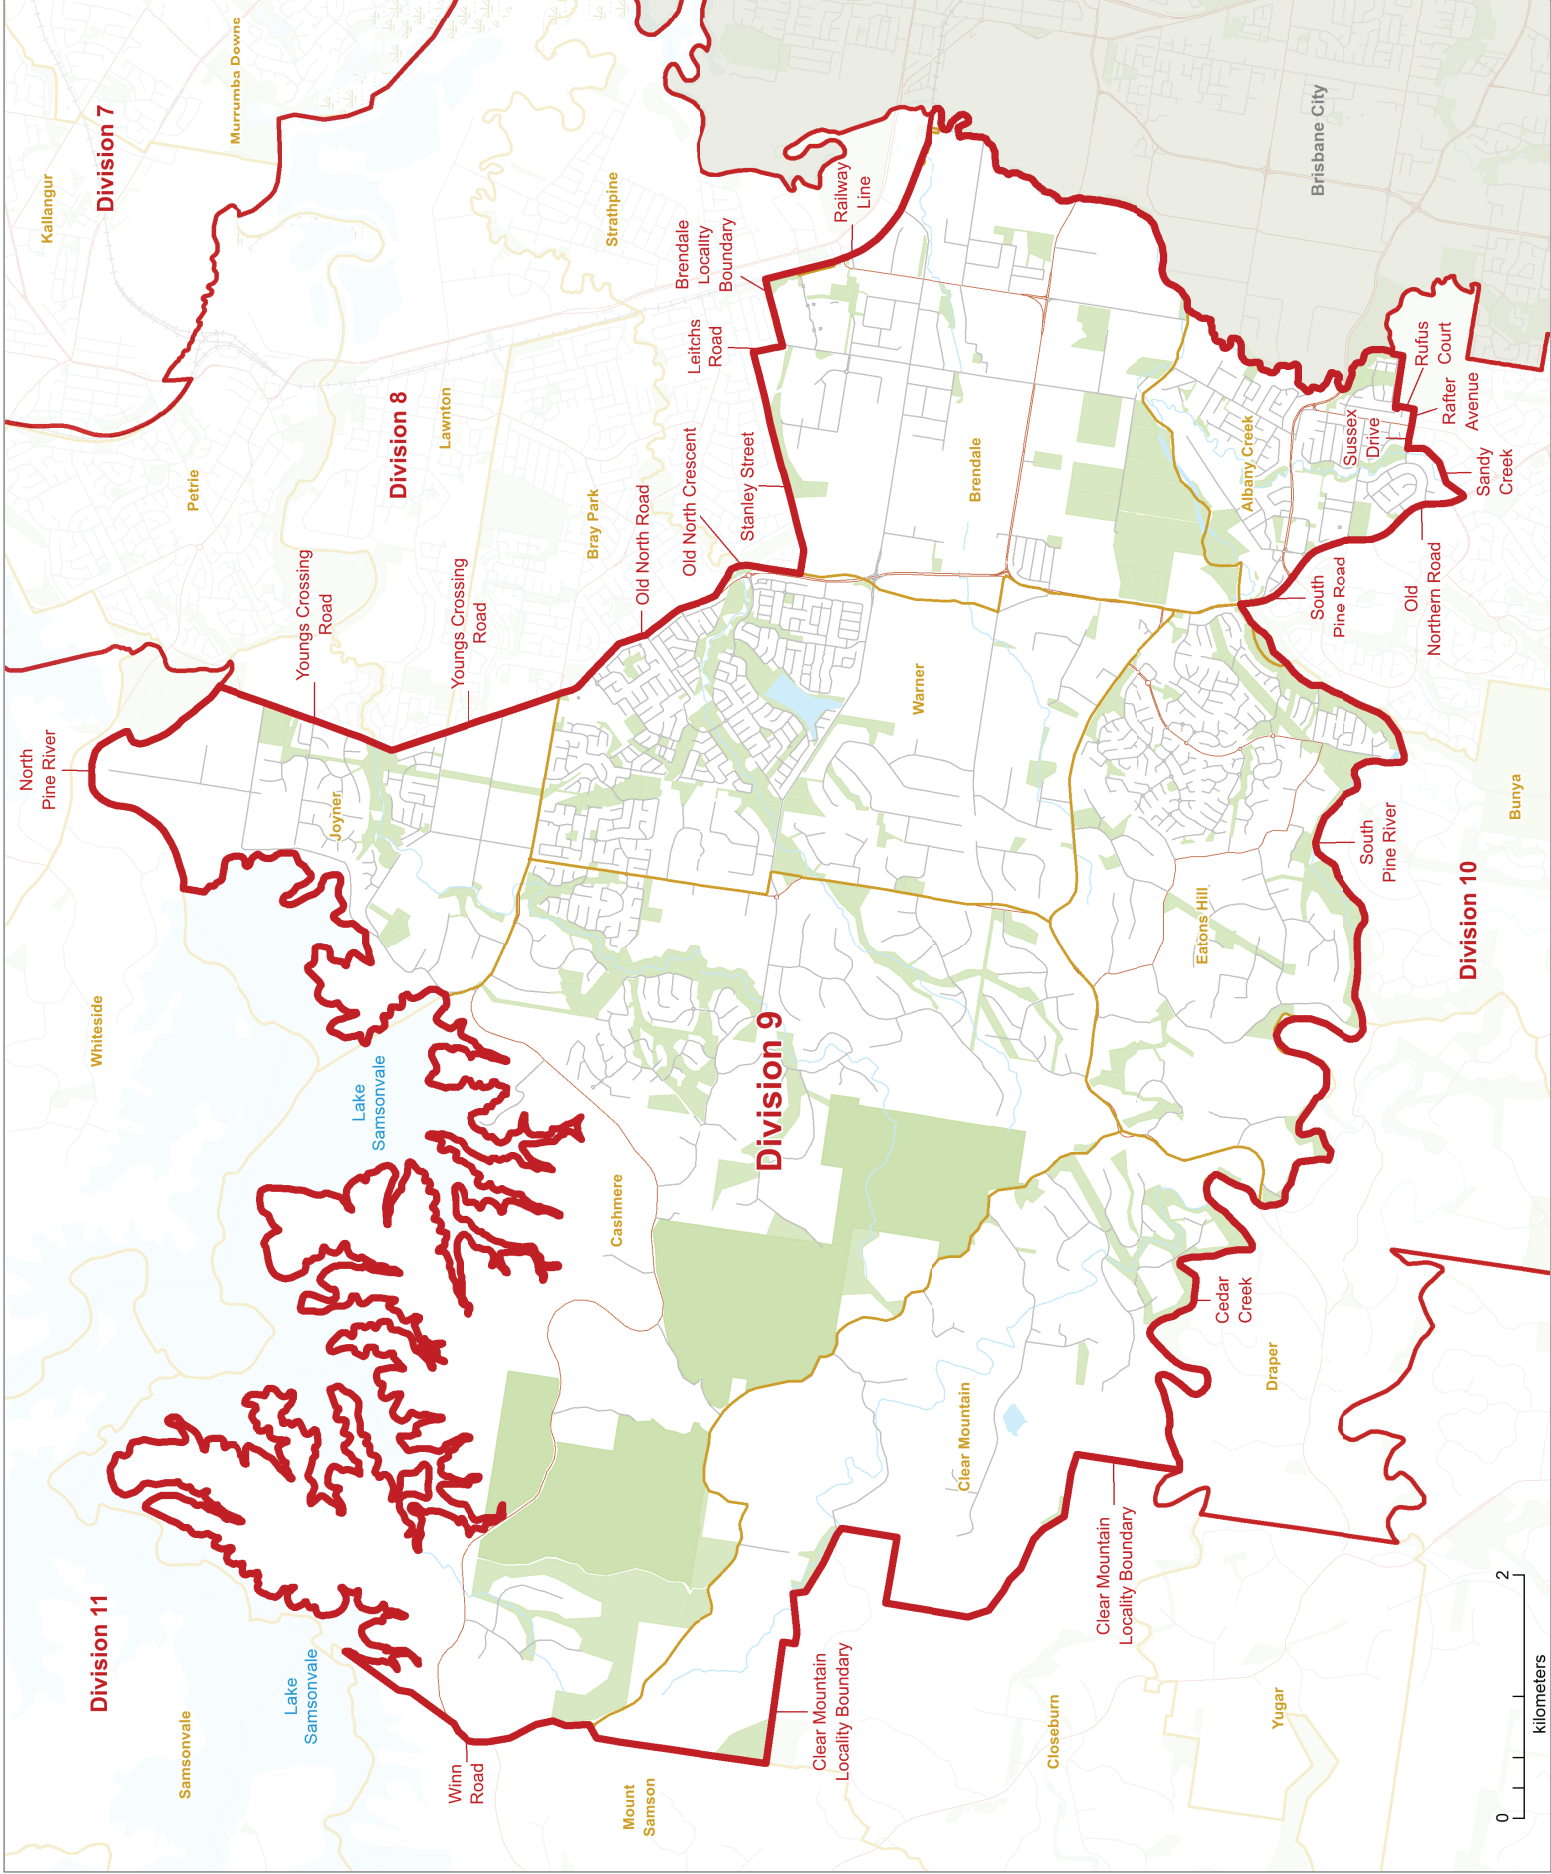 Division 11
Samsonvale
Lake
Samsonvale
Winn
Road
Mount
Samson
Clear Mountain
Locality Boundary
Closeburn
Yugar
Clear Mountain
Locality Boundary
Clear Mountain
Draper
Cedar
Creek
Whiteside
Lake
Samsonvale
Cashmere
Division 9
Eatons Hill
South
Pine River
Division 10
Bunya
North
Pine River
Joyner
Warner
Youngs Crossing
Road
Youngs Crossing
Road
Old North Road
Old North Crescent
Stanley Street
Leitchs
Road
Brendale
Locality
Boundary
Railway
Line
Petrie
Division 8
Lawnton
Bray Park
Strathpine
Kallangur
Division 7
Murrumba Downs
Brendale
Albany Creek
South
Pine Road
Old
Northern Road
Sandy
Creek
Sussex
Drive
Rafter
Avenue
Rufus
Court
Brisbane City
0
2
kilometers